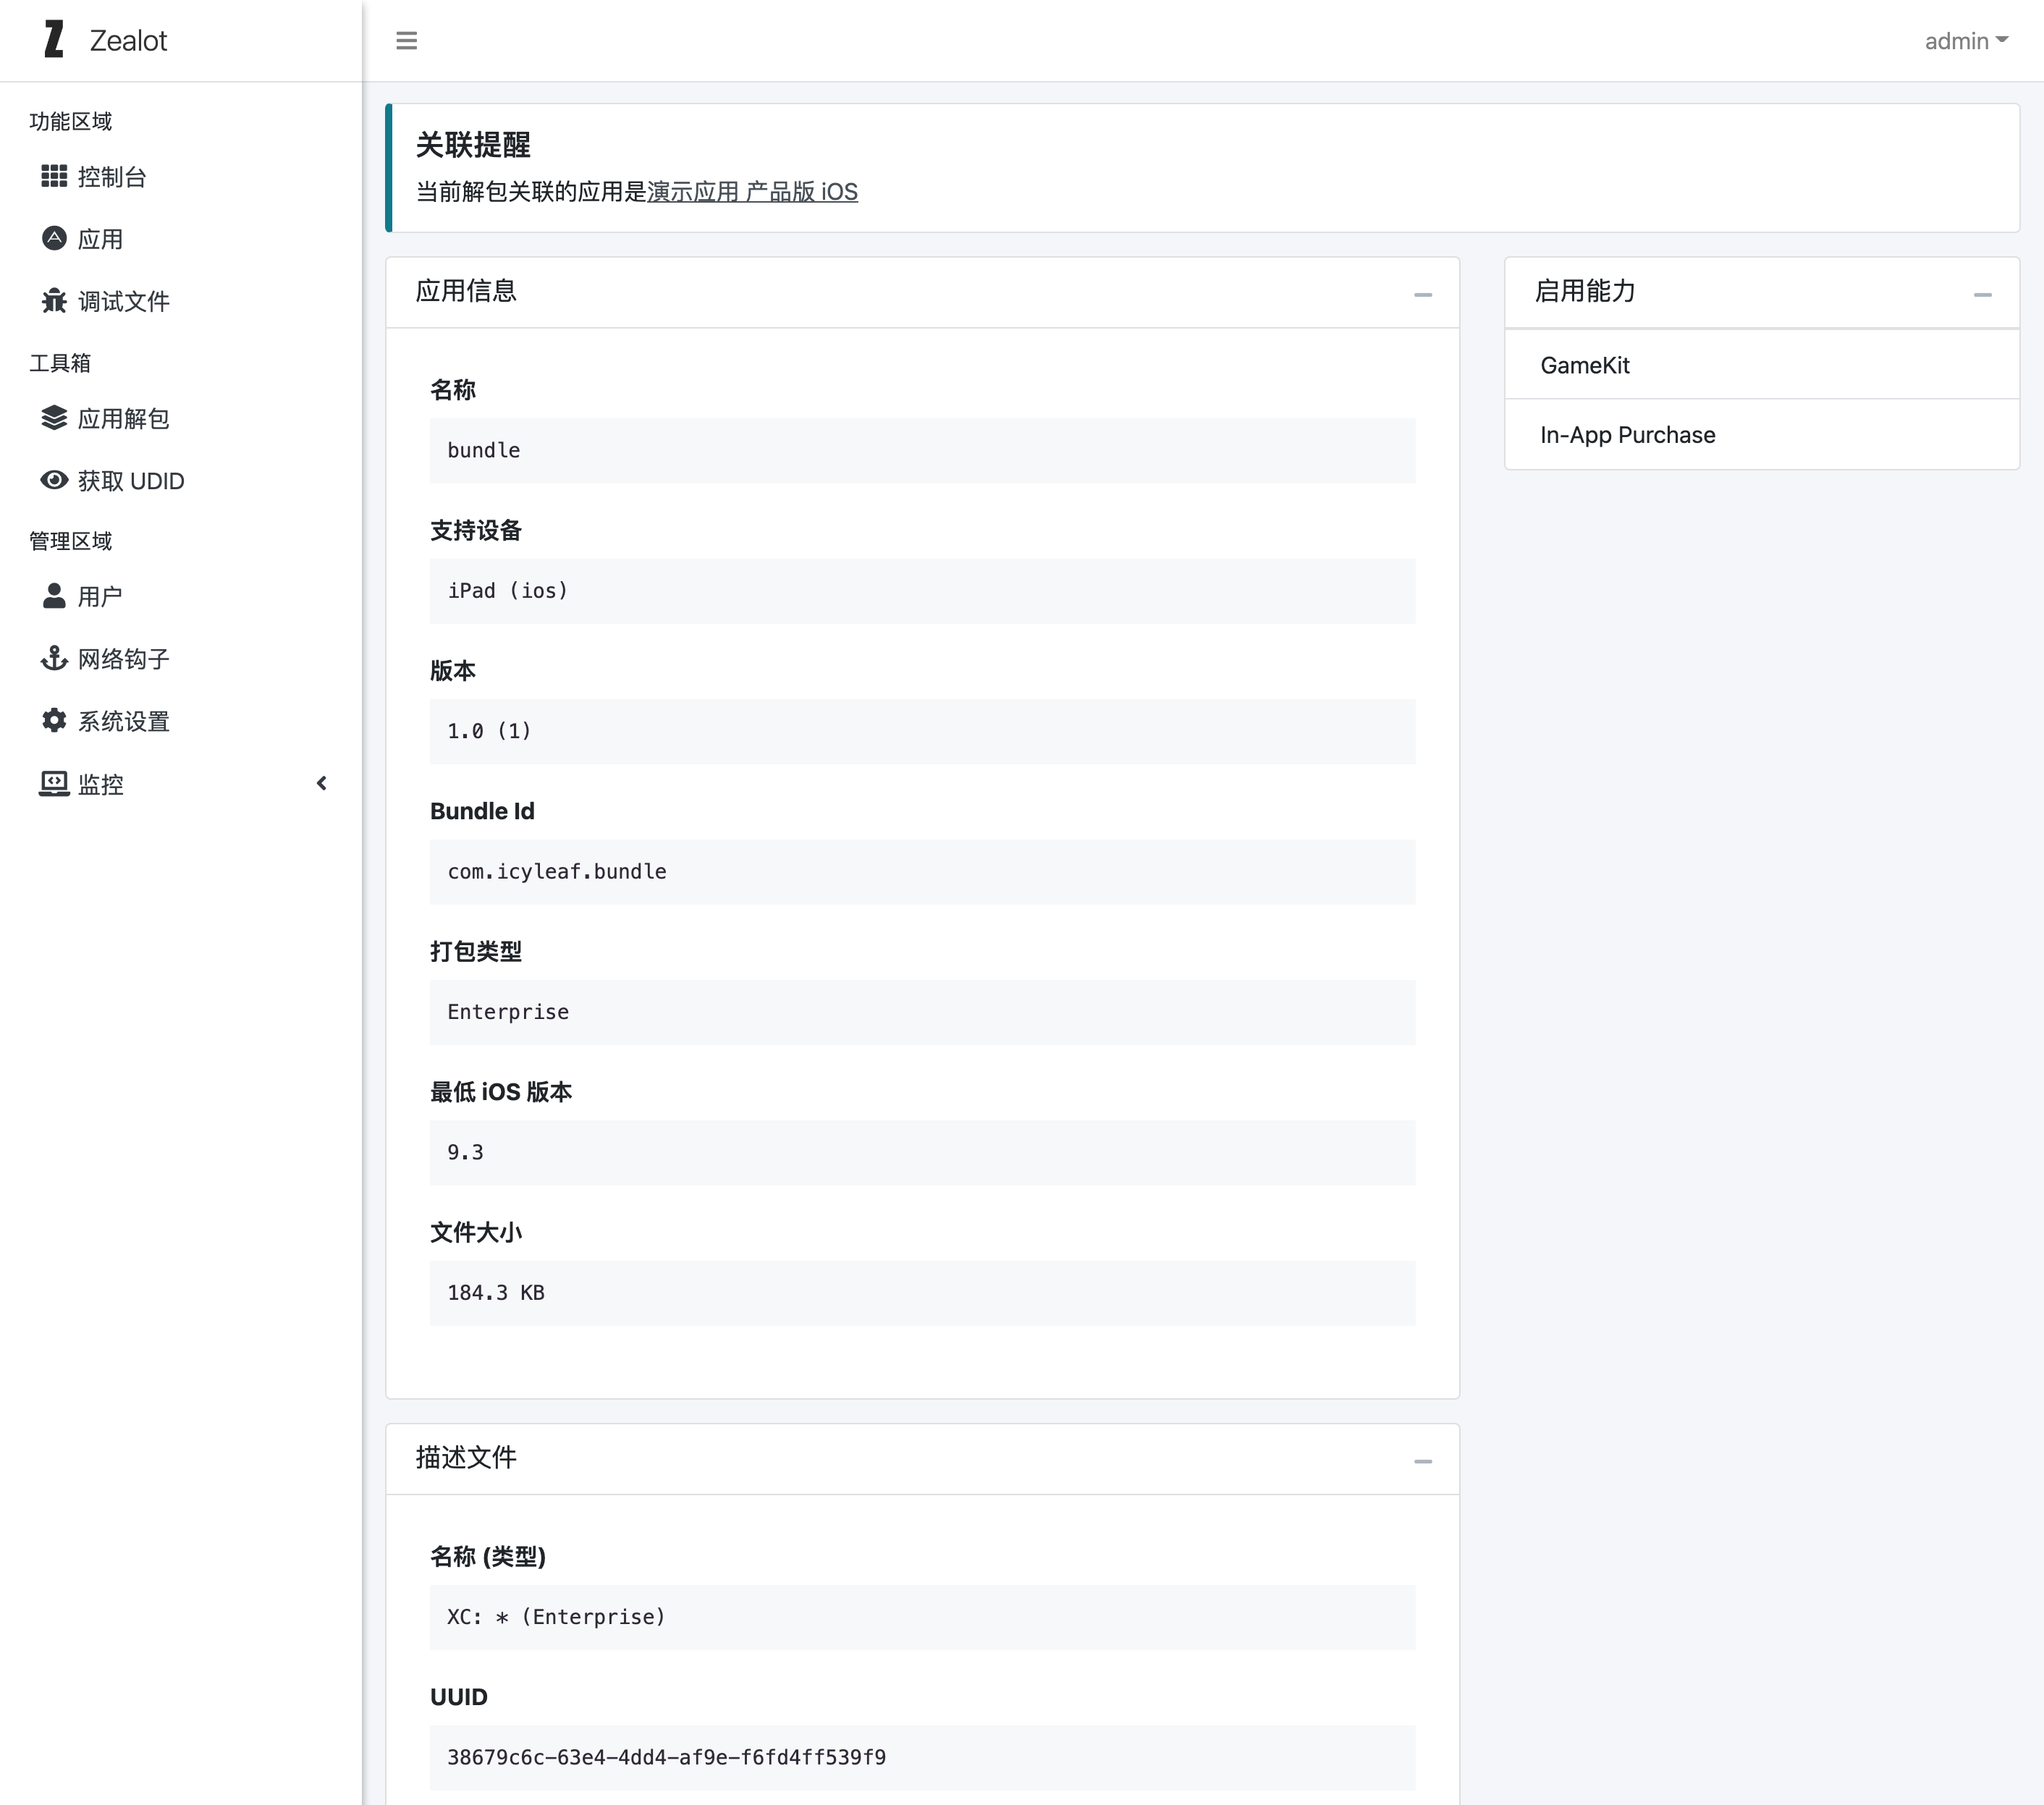 Zealot
admin
功能区域
控制台
应用
调试文件
工具箱
应用解包
获取 UDID
管理区域
用户
网络钩子
系统设置
监控
关联提醒
当前解包关联的应用是演示应用 产品版 iOS
应用信息
名称
bundle
支持设备
iPad (ios)
版本
1.0 (1)
Bundle Id
com.icyleaf.bundle
打包类型
Enterprise
最低 iOS 版本
9.3
文件大小
184.3 KB
启用能力
GameKit
In-App Purchase
描述文件
名称 (类型)
XC: * (Enterprise)
UUID
38679c6c-63e4-4dd4-af9e-f6fd4ff539f9